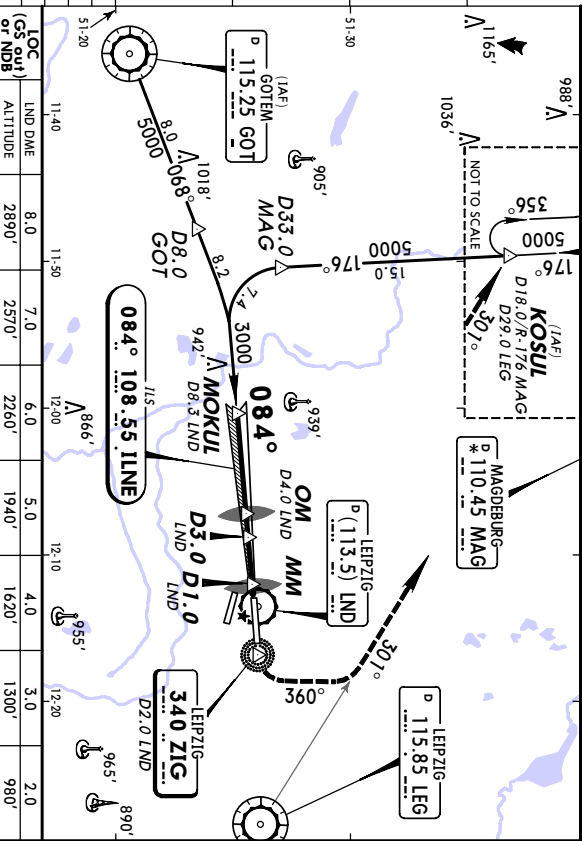 51-20
51-30
1165'
988'
1036'
NOT TO SCALE
356°
5000
176°
(IAF)
KOSUL
D18.0/R-176 MAG
D29.0 LEG
301°
(IAF)
GOTEM
D
115.25 GOT
905'
11-40
8.0
5000
068°
1018'
D8.0
GOT
8.2
D33.0
MAG
11-50
176°
5000
15.0
7.4
3000
942'
MOKUL
D8.3 LND
084°
939'
12-00
866'
ILS
084° 108.55 ILNE
MAGDEBURG
D
* 110.45 MAG
OM
D4.0 LND
D3.0
LND
MM
D1.0
LND
LEIPZIG
D
(113.5) LND
12-10
955'
301°
360°
LEIPZIG
340 ZIG
D2.0 LND
LEIPZIG
D
115.85 LEG
12-20
965'
890'
LOC
(GS out)
or NDB
LND DME 8.0 7.0 6.0 5.0 4.0 3.0 2.0
ALTITUDE 2890' 2570' 2260' 1940' 1620' 1300' 980'